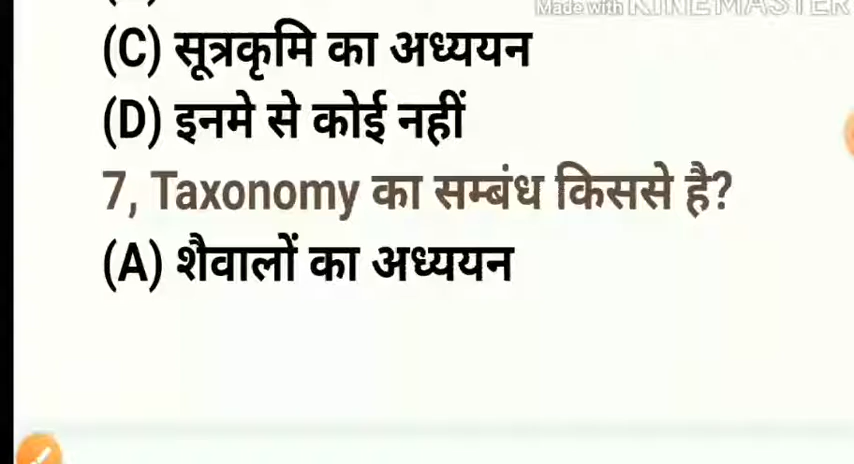 Made with KINEMASTER
(C) सूत्रकृमि का अध्ययन
(D) इनमे से कोई नहीं
7, Taxonomy का सम्बंध किससे है?
(A) शैवालों का अध्ययन